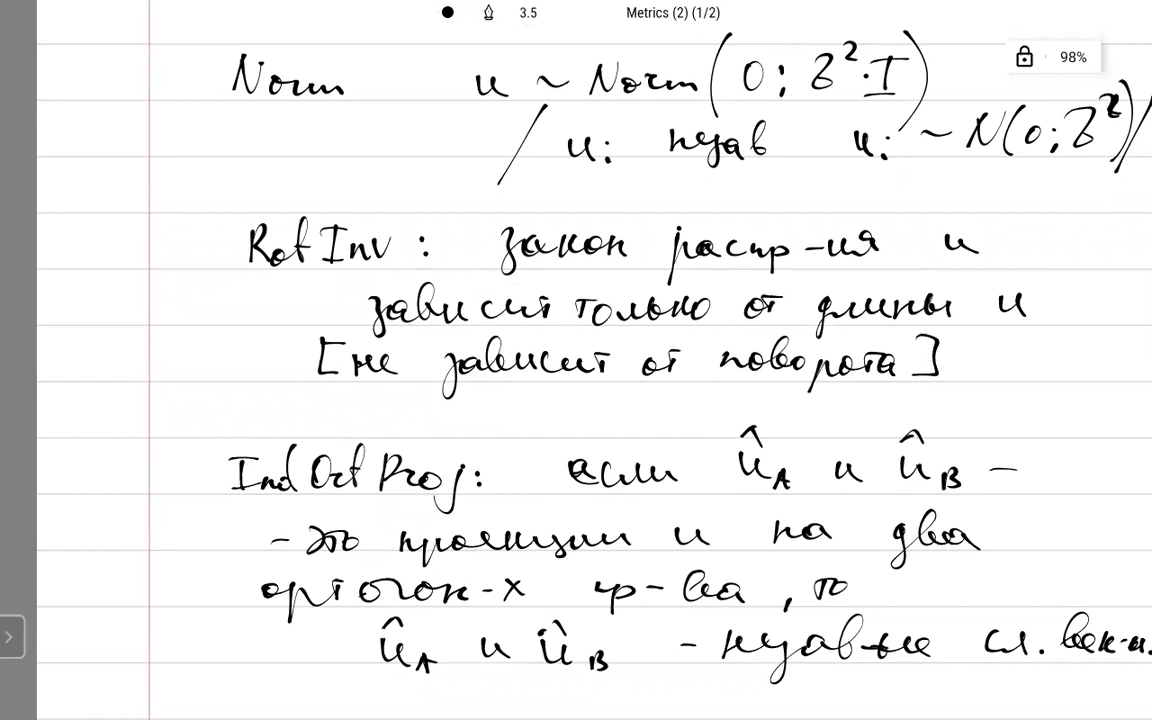 3.5 Metrics (2) (1/2)
98%
Norm u ~ Norm(0; σ²·I)
/ uᵢ незав uᵢ ~ N(0; σ²)/
RotInv: закон распр-ия u
зависит только от длины u
[не зависит от поворота]
IndOrtProj: если û_A и û_B –
- это проекции u на два
ортогон-х пр-ва, то
û_A и û_B - незав-ые сл. век-ы.